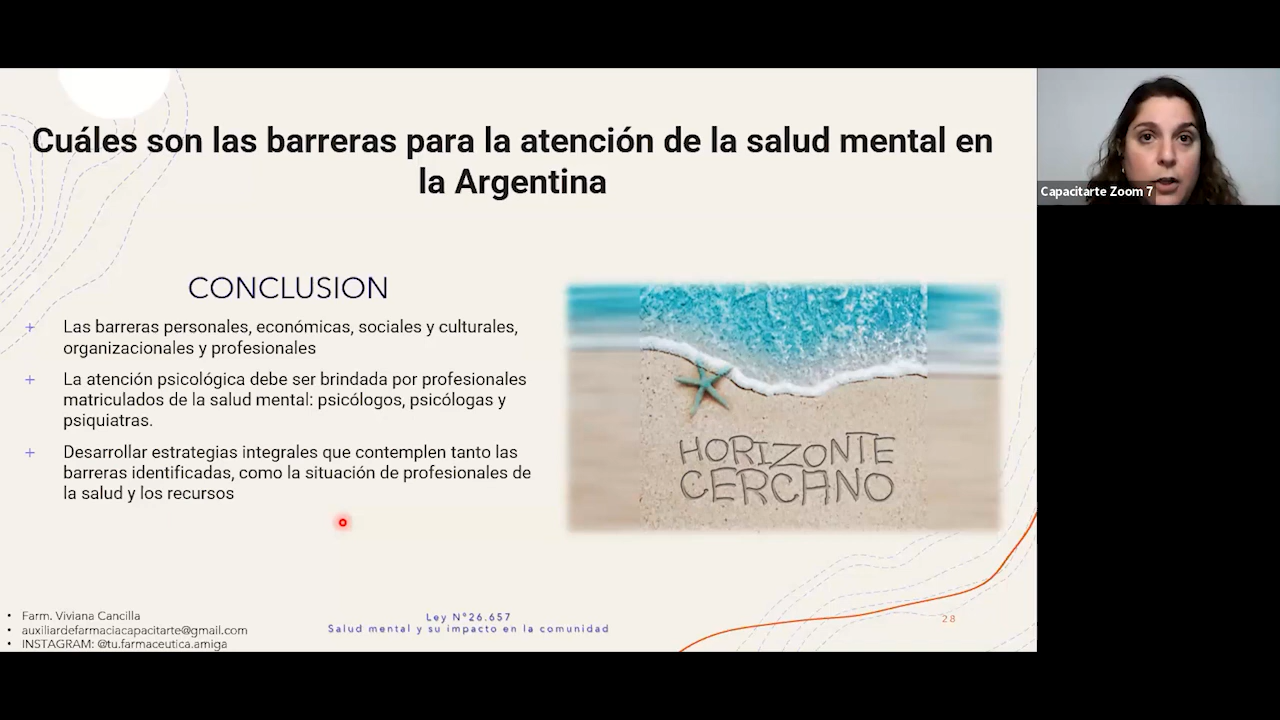 Cuáles son las barreras para la atención de la salud mental en
la Argentina
Capacitarte Zoom 7
CONCLUSION
+ Las barreras personales, económicas, sociales y culturales,
organizacionales y profesionales
+ La atención psicológica debe ser brindada por profesionales
matriculados de la salud mental: psicólogos, psicólogas y
psiquiatras.
+ Desarrollar estrategias integrales que contemplen tanto las
barreras identificadas, como la situación de profesionales de
la salud y los recursos
HORIZONTE
CERCANO
• Farm. Viviana Cancilla
• auxiliardefarmaciacapacitarte@gmail.com
• INSTAGRAM: @tu.farmaceutica.amiga
Ley N°26.657
Salud mental y su impacto en la comunidad
28